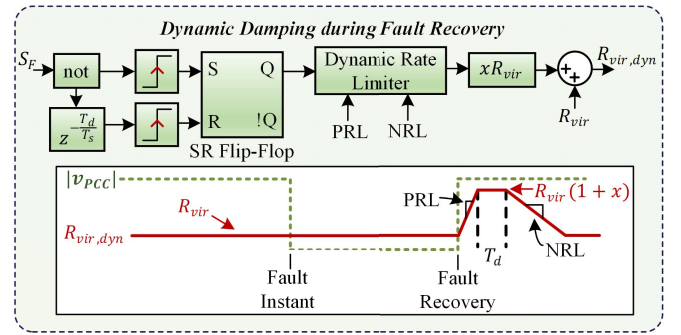 Dynamic Damping during Fault Recovery
S_F
not
S
Q
Dynamic Rate
Limiter
xR_vir
R_vir,dyn
z^(-T_d/T_s)
R
!Q
PRL
NRL
R_vir
SR Flip-Flop
|v_PCC|
R_vir
PRL
R_vir(1 + x)
R_vir,dyn
T_d
NRL
Fault
Instant
Fault
Recovery